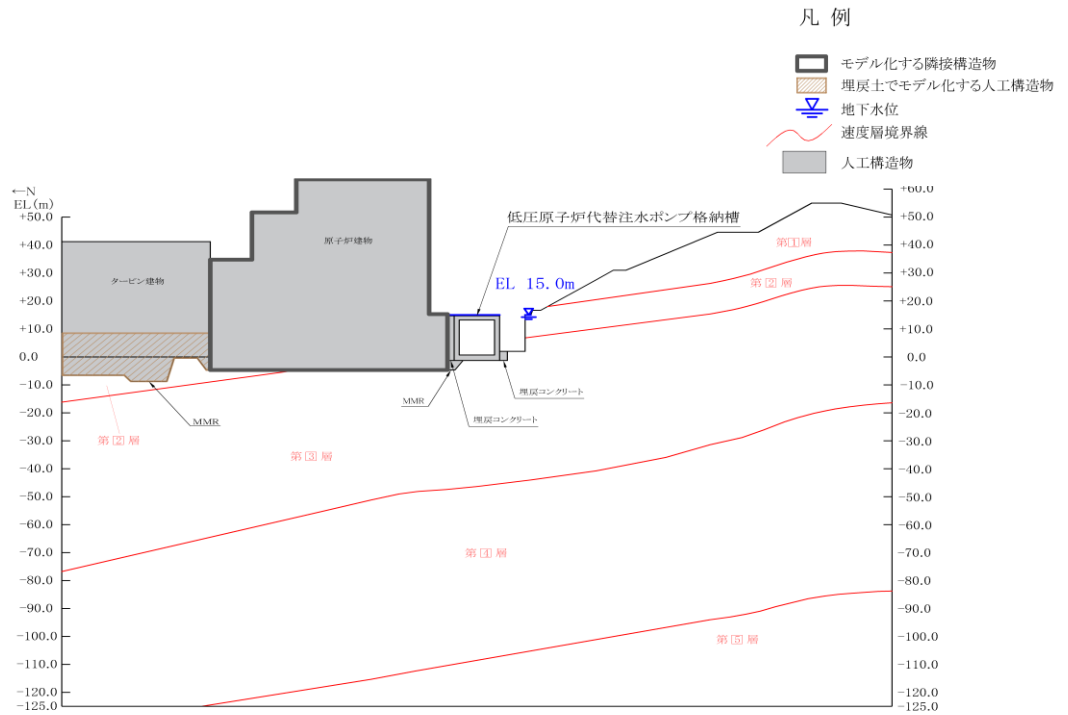 凡 例
モデル化する隣接構造物
埋戻土でモデル化する人工構造物
地下水位
速度層境界線
人工構造物
←N
EL(m)
+60.0
+50.0
+50.0
+40.0
+40.0
+30.0
+30.0
+20.0
+20.0
+10.0
+10.0
0.0
0.0
-10.0
-10.0
-20.0
-20.0
-30.0
-30.0
-40.0
-40.0
-50.0
-50.0
-60.0
-60.0
-70.0
-70.0
-80.0
-80.0
-90.0
-90.0
-100.0
-100.0
-110.0
-110.0
-120.0
-120.0
-125.0
-125.0
低圧原子炉代替注水ポンプ格納槽
原子炉建物
タービン建物
EL 15.0m
第1層
第2層
埋戻コンクリート
MMR
埋戻コンクリート
MMR
第2層
第3層
第4層
第5層